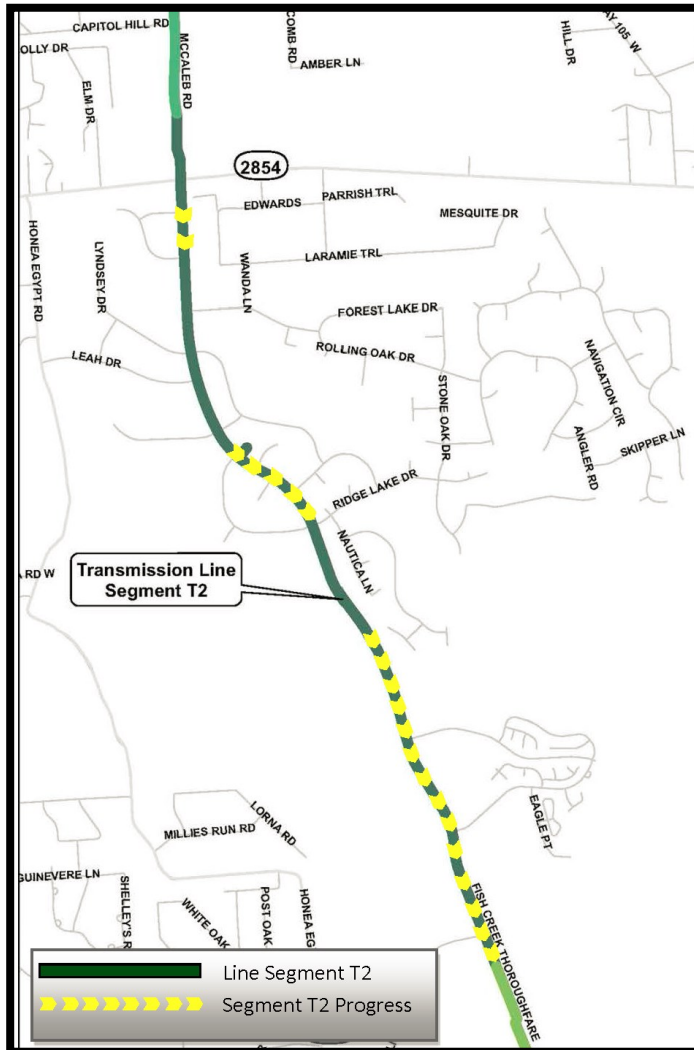 CAPITOL HILL RD
OLLY DR
ELM DR
MCCALEB RD
COMB RD
AMBER LN
HILL DR
AY 105 W
2854
EDWARDS
PARRISH TRL
MESQUITE DR
LARAMIE TRL
HONEA EGYPT RD
LYNDSEY DR
WANDA LN
FOREST LAKE DR
LEAH DR
ROLLING OAK DR
STONE OAK DR
NAVIGATION CIR
ANGLER RD
SKIPPER LN
RIDGE LAKE DR
NAUTICA LN
RD W
Transmission Line
Segment T2
EAGLE PT
LORNA RD
MILLIES RUN RD
GUINEVERE LN
SHELLEY'S R
WHITE OAK
POST OAK
HONEA EG
FISH CREEK THOROUGHFARE
Line Segment T2
Segment T2 Progress